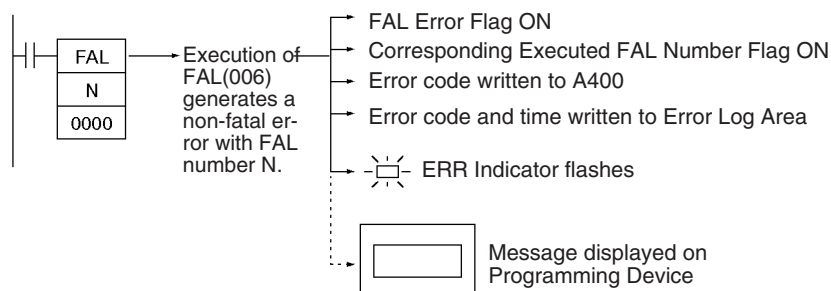 FAL
N
0000
Execution of
FAL(006)
generates a
non-fatal er-
ror with FAL
number N.
FAL Error Flag ON
Corresponding Executed FAL Number Flag ON
Error code written to A400
Error code and time written to Error Log Area
ERR Indicator flashes
Message displayed on
Programming Device